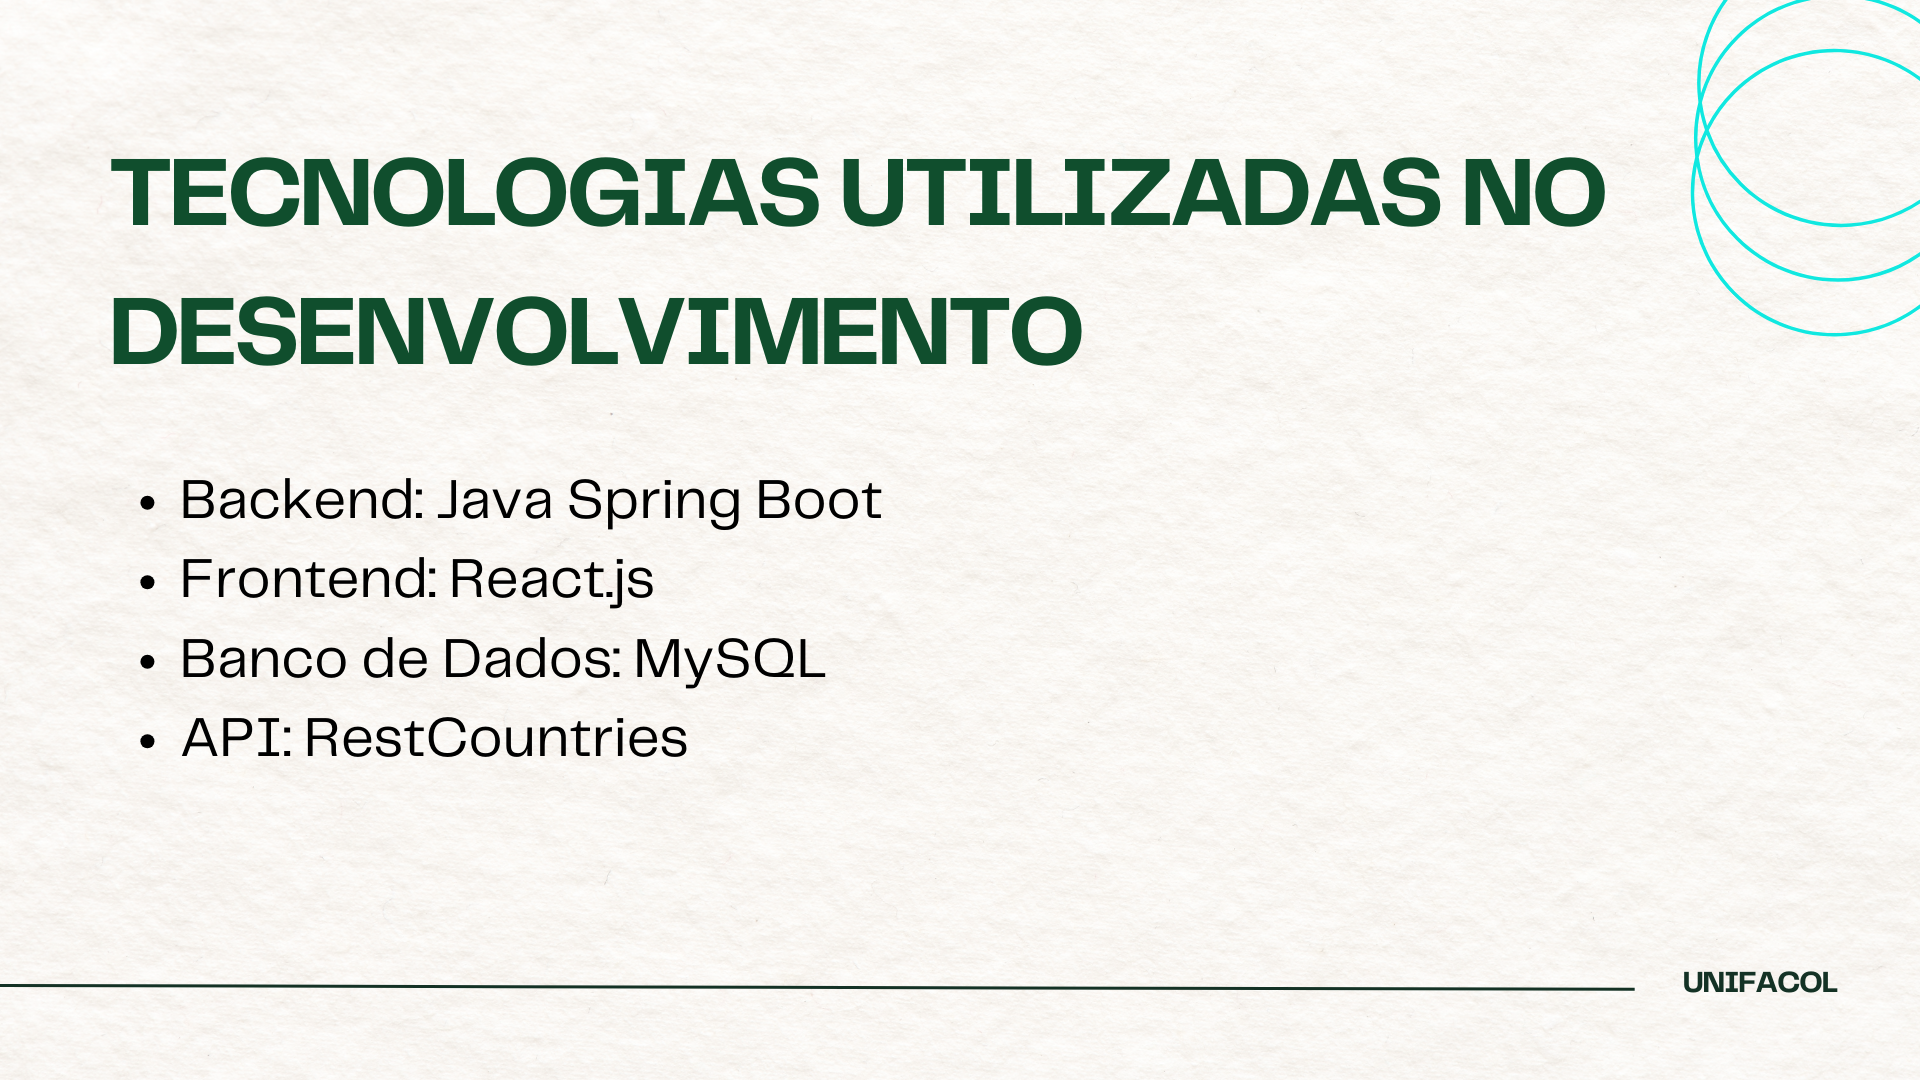 TECNOLOGIAS UTILIZADAS NO
DESENVOLVIMENTO
• Backend: Java Spring Boot
• Frontend: React.js
• Banco de Dados: MySQL
• API: RestCountries
UNIFACOL